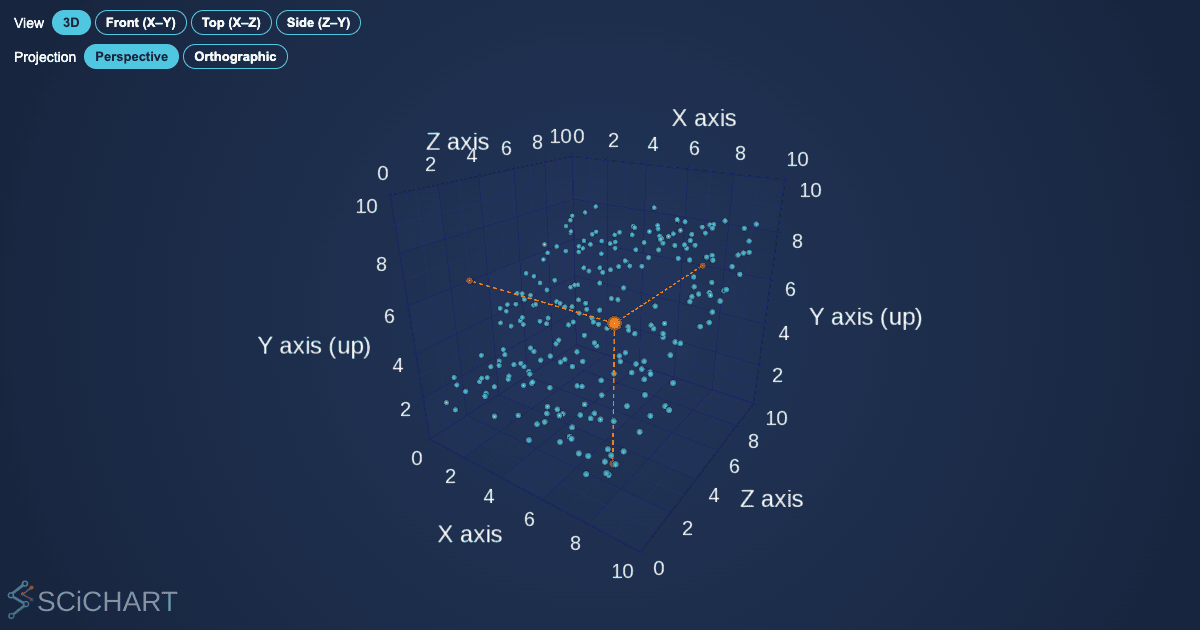 View 3D Front (X–Y) Top (X–Z) Side (Z–Y)
Projection Perspective Orthographic
X axis
Z axis
0 2 4 6 8 10
0 2 4 6 8 10
10 8 6 4 2
Y axis (up)
10 8 6 4 2
Y axis (up)
0 2 4 6 8 10
X axis
10 8 6 4 2 0
Z axis
SCiCHART